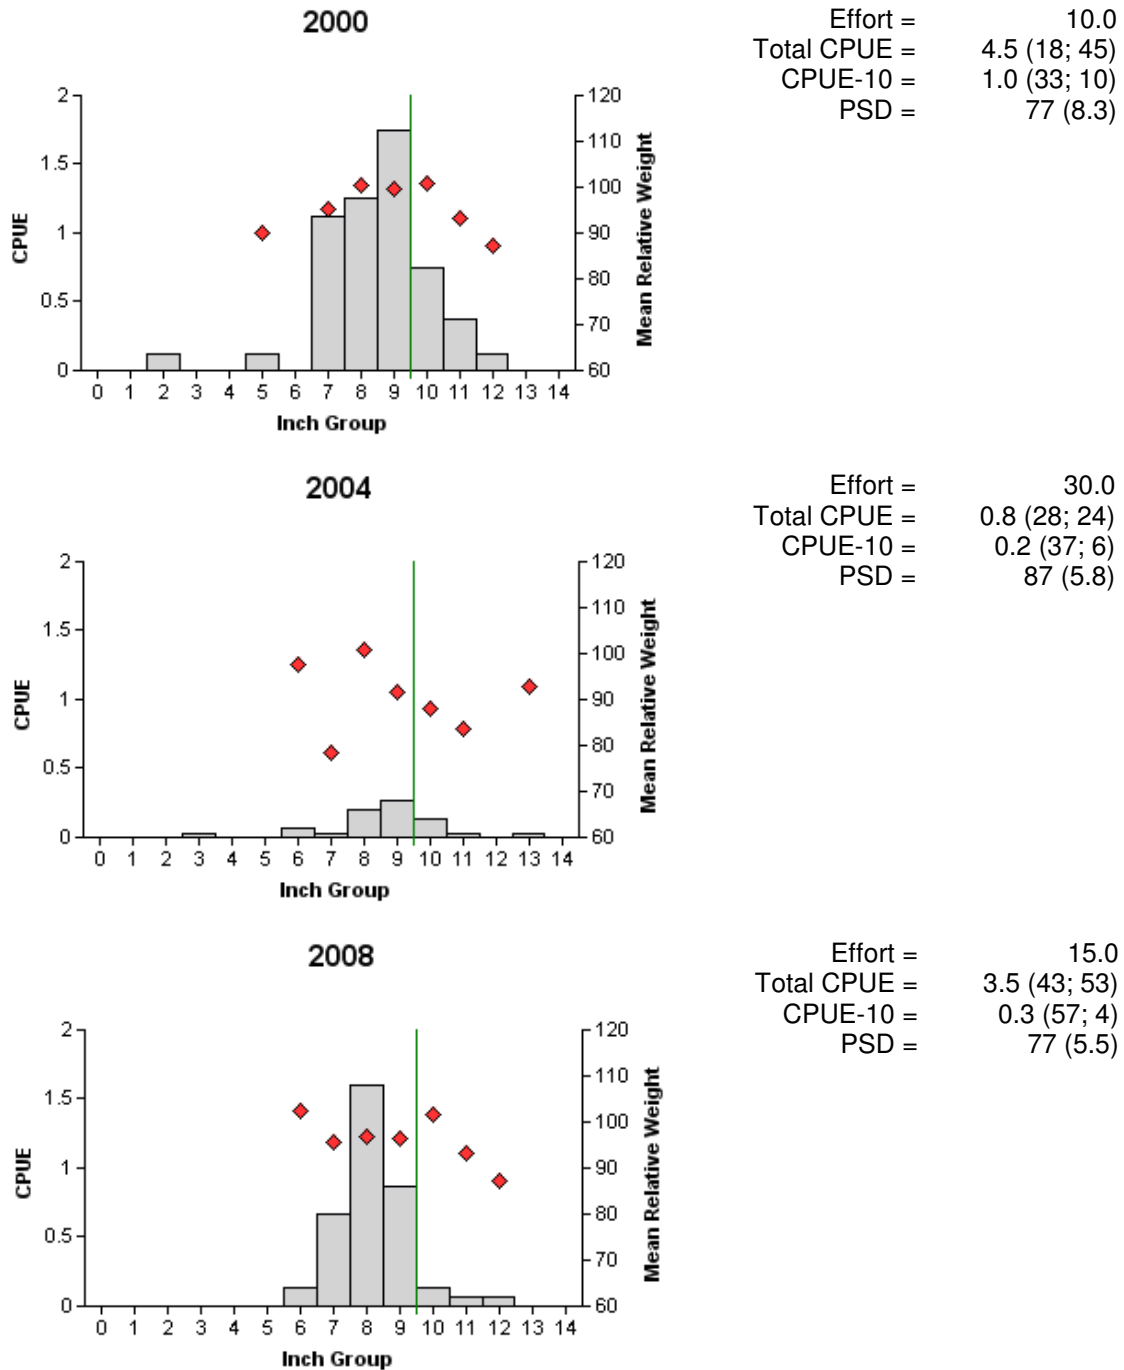 2000
Effort = 10.0
Total CPUE = 4.5 (18; 45)
CPUE-10 = 1.0 (33; 10)
PSD = 77 (8.3)
2 120
110
1.5 100
1 90
80
0.5 70
0 60
CPUE
Mean Relative Weight
0 1 2 3 4 5 6 7 8 9 10 11 12 13 14
Inch Group
2004
Effort = 30.0
Total CPUE = 0.8 (28; 24)
CPUE-10 = 0.2 (37; 6)
PSD = 87 (5.8)
2 120
110
1.5 100
1 90
80
0.5 70
0 60
CPUE
Mean Relative Weight
0 1 2 3 4 5 6 7 8 9 10 11 12 13 14
Inch Group
2008
Effort = 15.0
Total CPUE = 3.5 (43; 53)
CPUE-10 = 0.3 (57; 4)
PSD = 77 (5.5)
2 120
110
1.5 100
1 90
80
0.5 70
0 60
CPUE
Mean Relative Weight
0 1 2 3 4 5 6 7 8 9 10 11 12 13 14
Inch Group